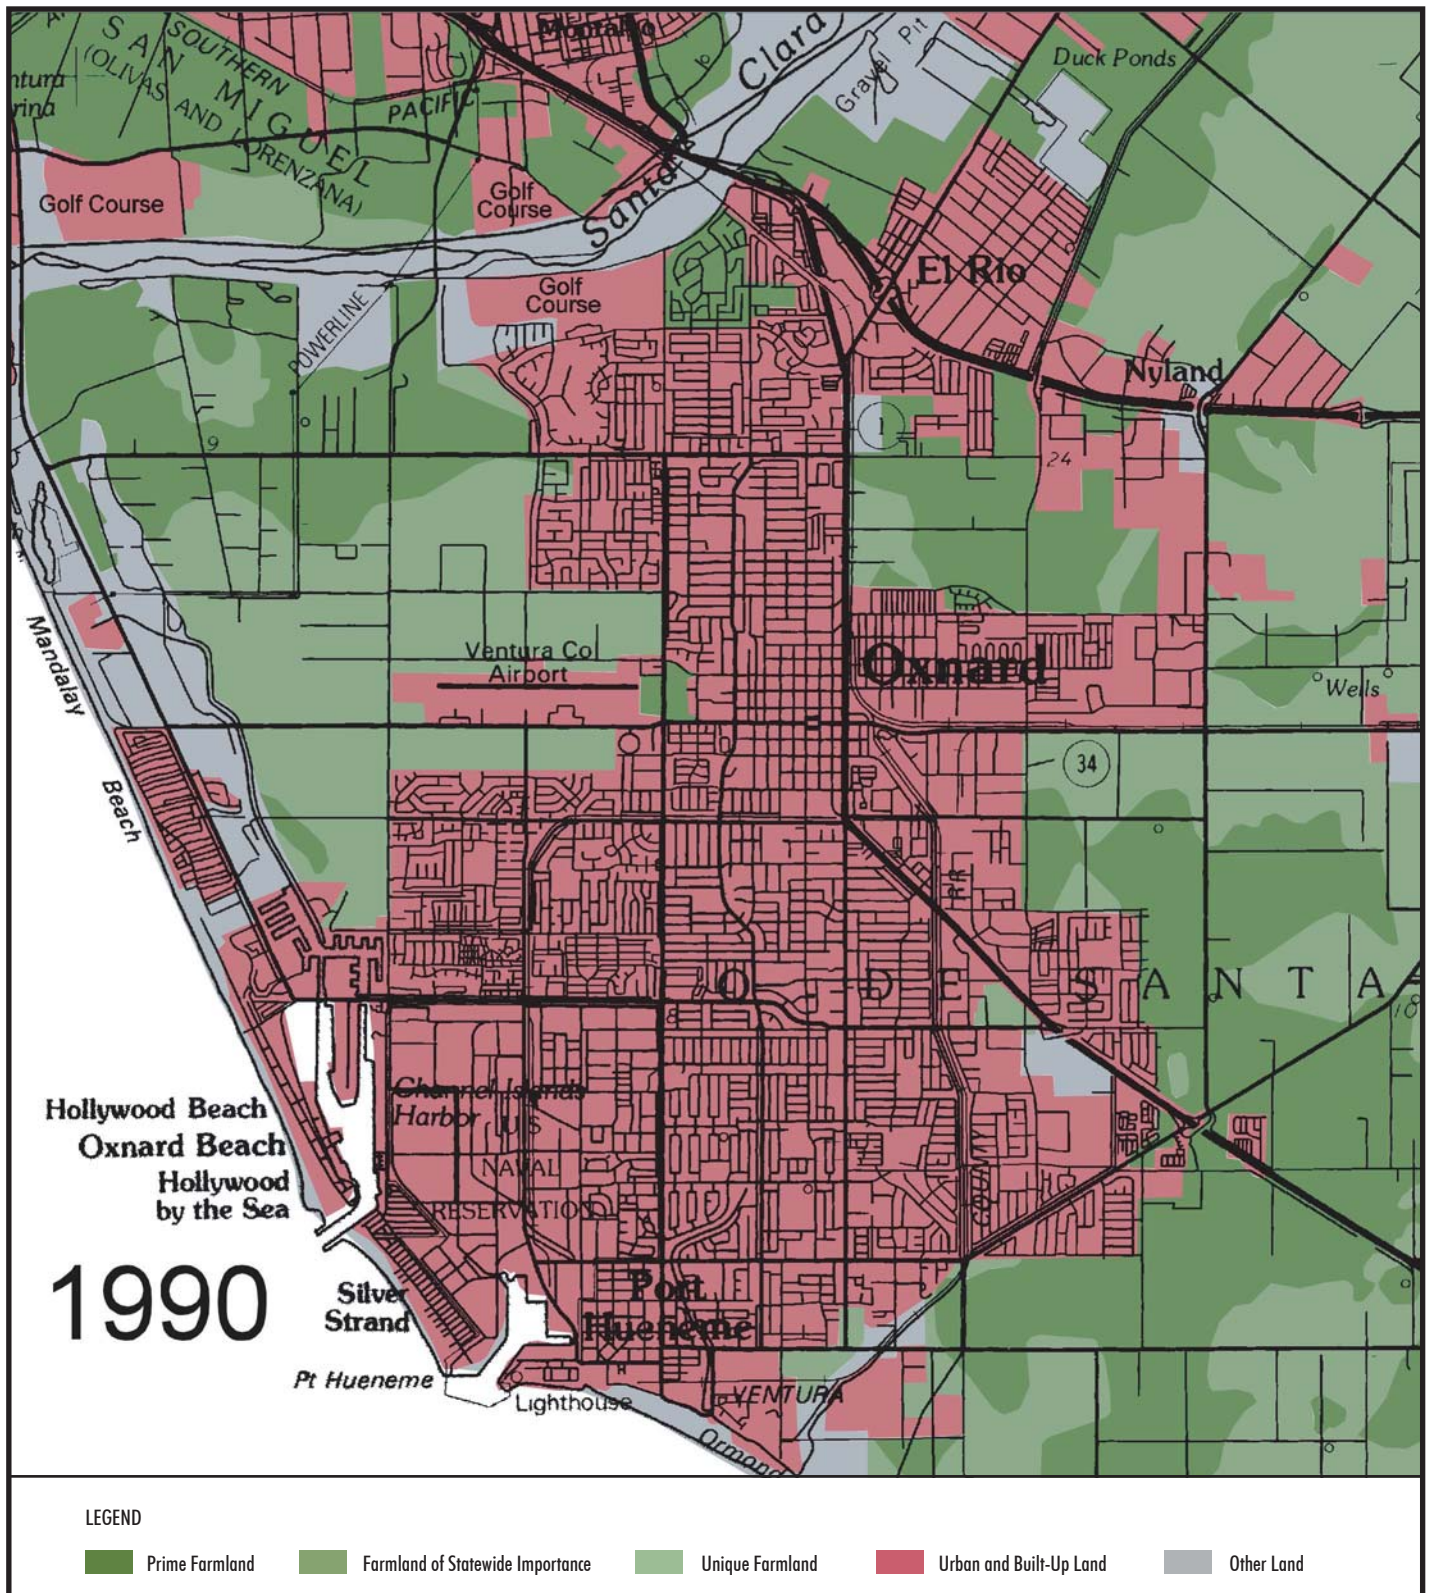 Montalvo
Clara
Gravel Pit
Duck Ponds
SAN MIGUEL
SOUTHERN
(OLIVAS AND LORENZANA)
PACIFIC
Santa
Golf Course
Golf
Course
Golf
Course
El Rio
POWERLINE
Nyland
1
24
9
Mandalay
Beach
Ventura Co
Airport
Oxnard
Wells
34
RR
O DE SANTA
10
8
Channel Islands
Harbor
U S
NAVAL
RESERVATION
Hollywood Beach
Oxnard Beach
Hollywood
by the Sea
1990
Silver
Strand
Port
Hueneme
Pt Hueneme
Lighthouse
VENTURA
Ormond
LEGEND
Prime Farmland
Farmland of Statewide Importance
Unique Farmland
Urban and Built-Up Land
Other Land